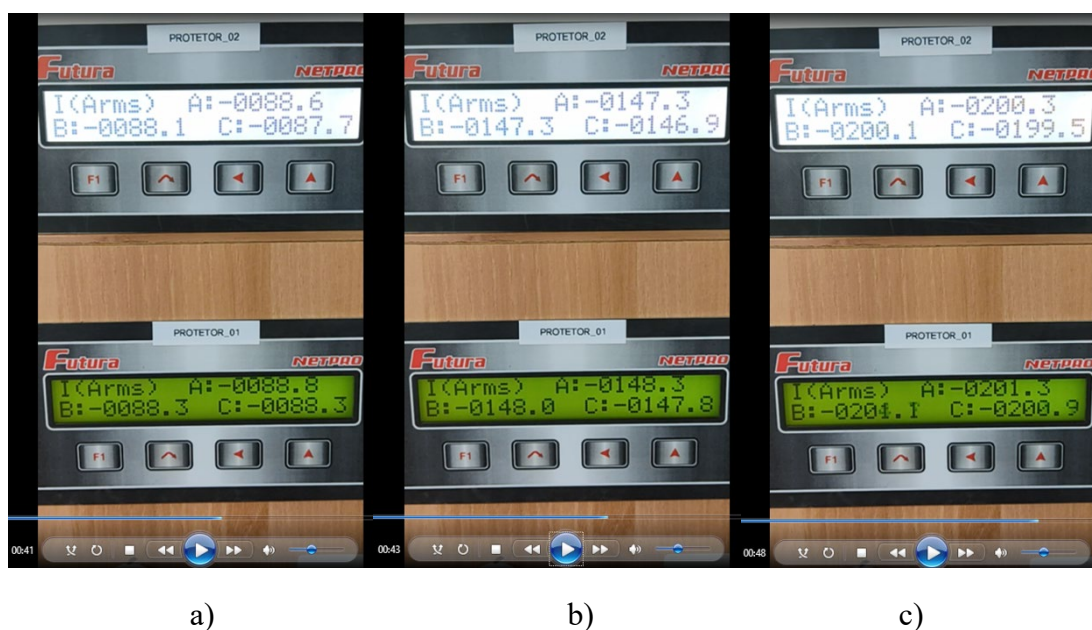 PROTETOR_02
Futura NETPRO
I(Arms) A:-0088.6
B:-0088.1 C:-0087.7
F1
PROTETOR_01
Futura NETPRO
I(Arms) A:-0088.8
B:-0088.3 C:-0088.3
F1
00:41
a)
PROTETOR_02
Futura NETPRO
I(Arms) A:-0147.3
B:-0147.3 C:-0146.9
F1
PROTETOR_01
Futura NETPRO
I(Arms) A:-0148.3
B:-0148.0 C:-0147.8
F1
00:43
b)
PROTETOR_02
Futura NETPRO
I(Arms) A:-0200.3
B:-0200.1 C:-0199.5
F1
PROTETOR_01
Futura NETPRO
I(Arms) A:-0201.3
B:-0201.1 C:-0200.9
F1
00:48
c)